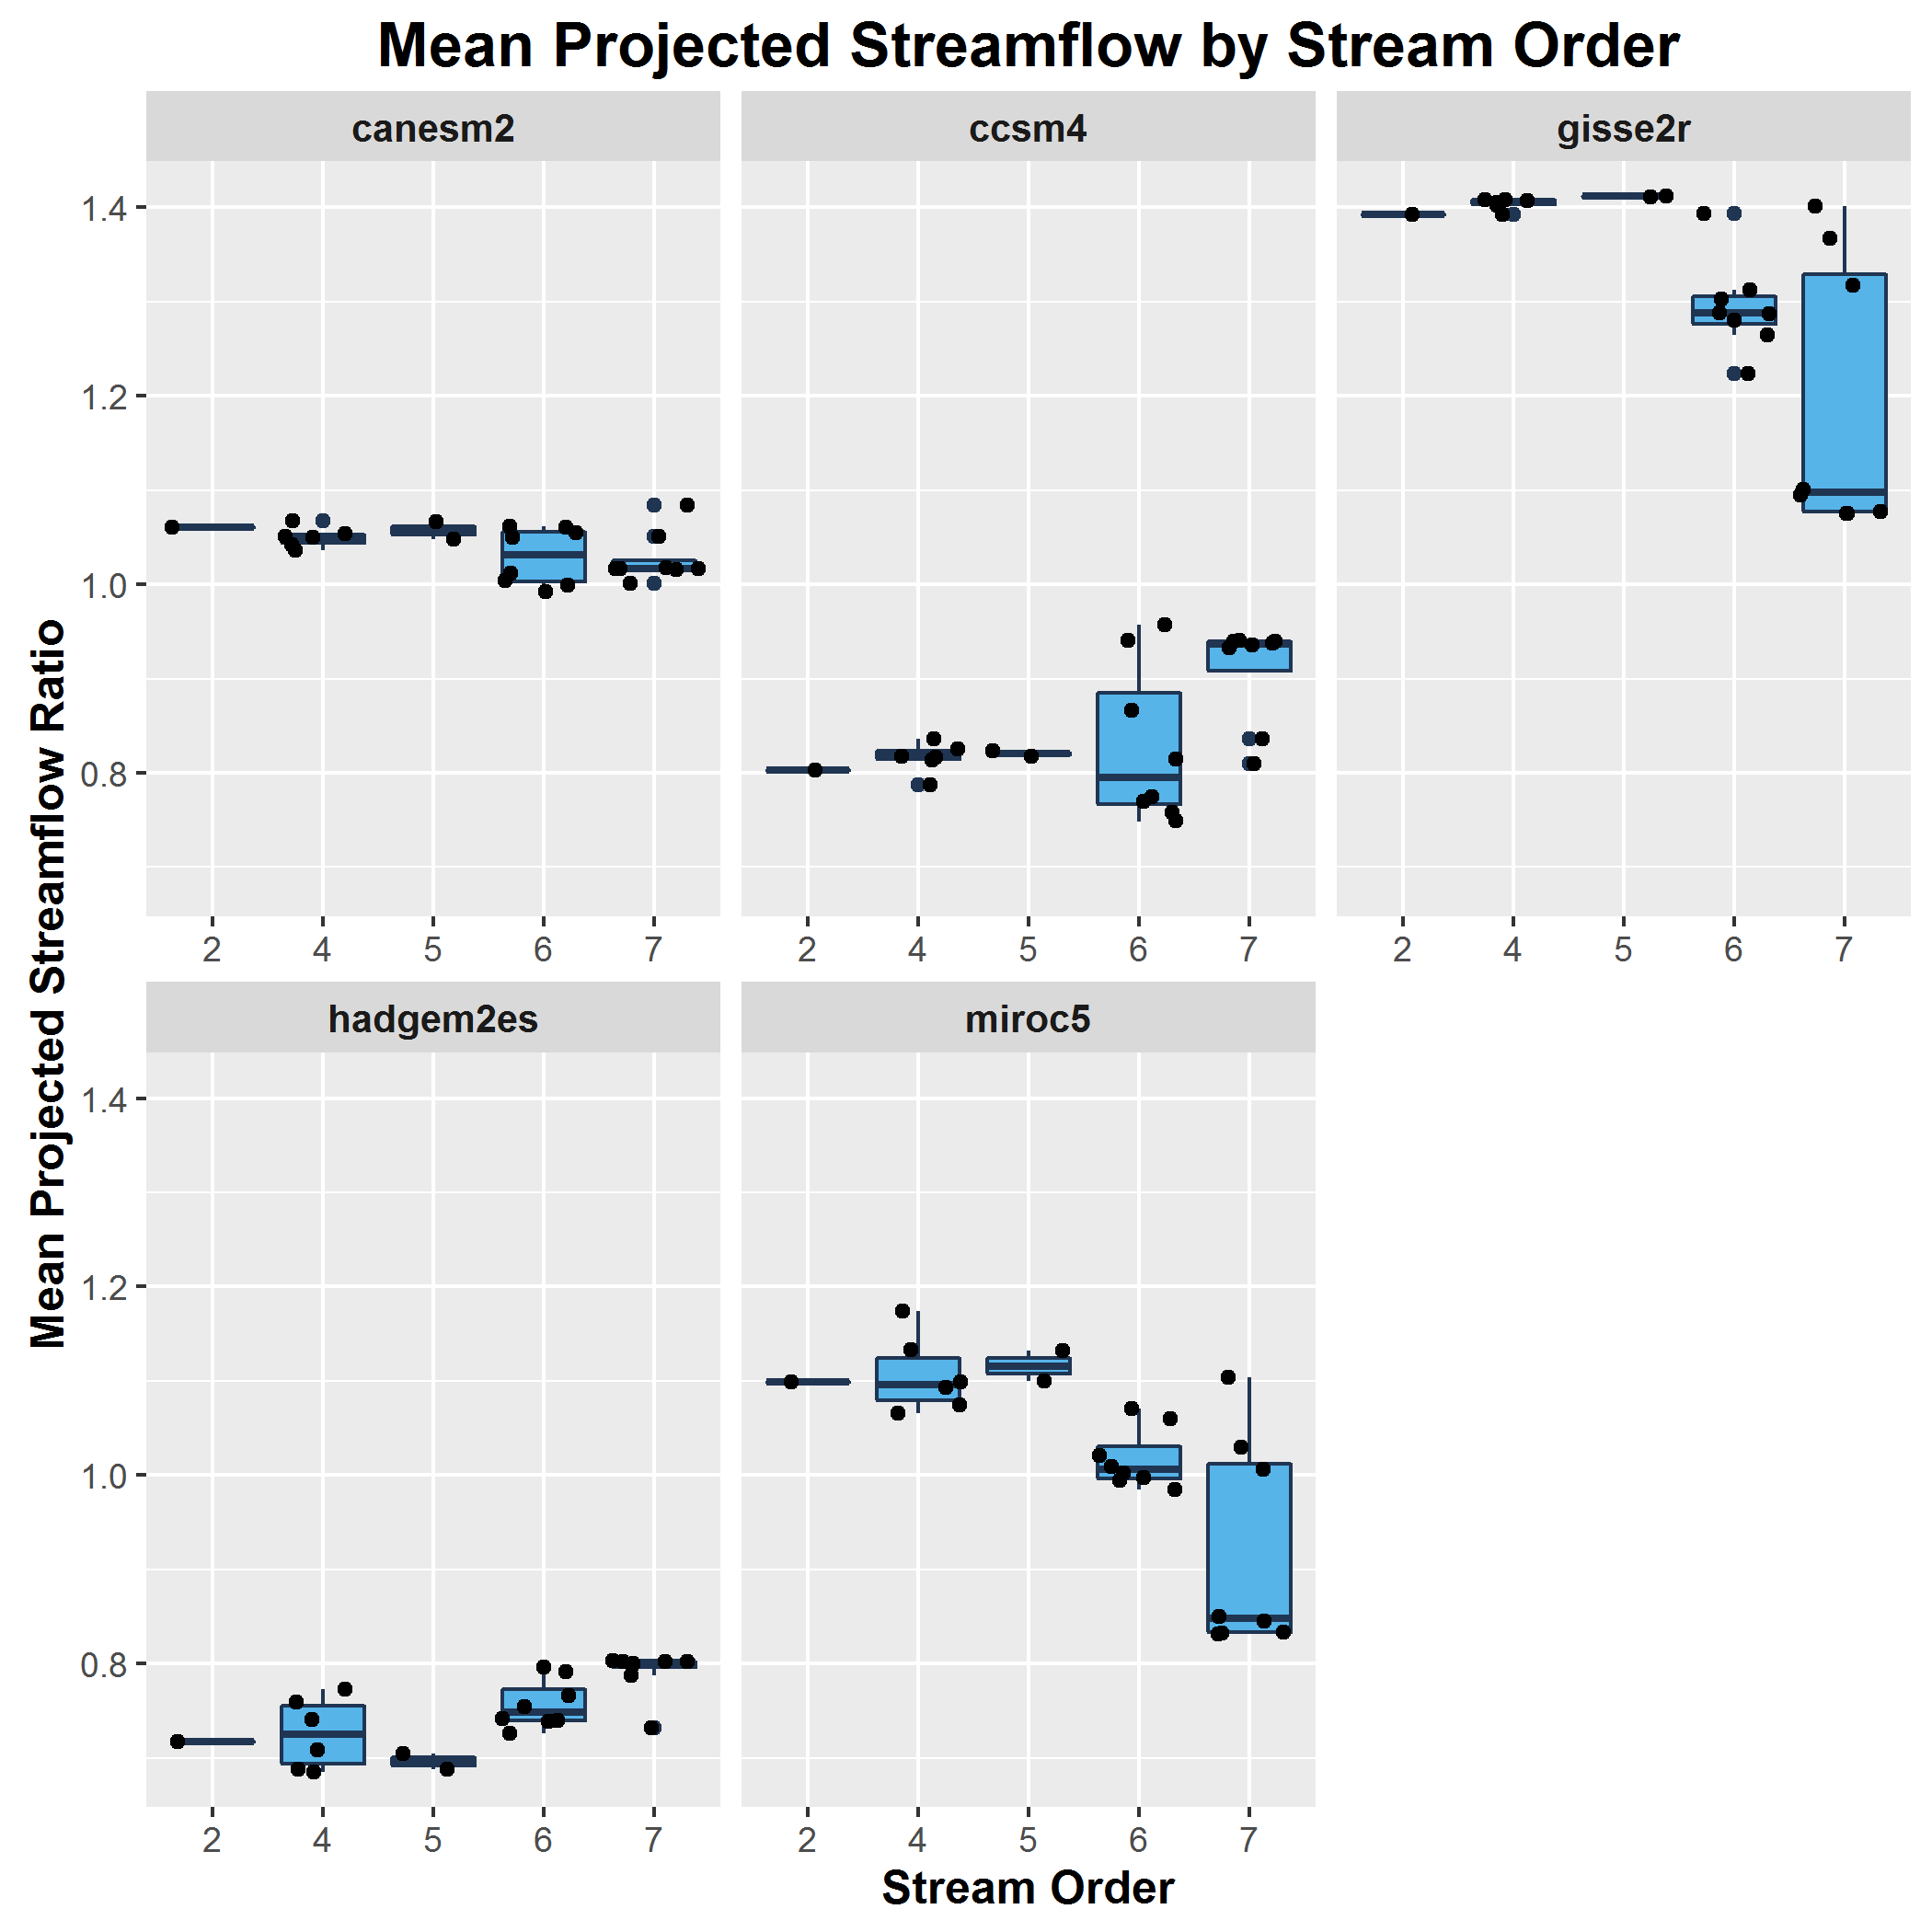 Mean Projected Streamflow by Stream Order
canesm2
ccsm4
gisse2r
1.4
1.2
1.0
0.8
2 4 5 6 7
2 4 5 6 7
2 4 5 6 7
Mean Projected Streamflow Ratio
hadgem2es
miroc5
1.4
1.2
1.0
0.8
2 4 5 6 7
2 4 5 6 7
Stream Order